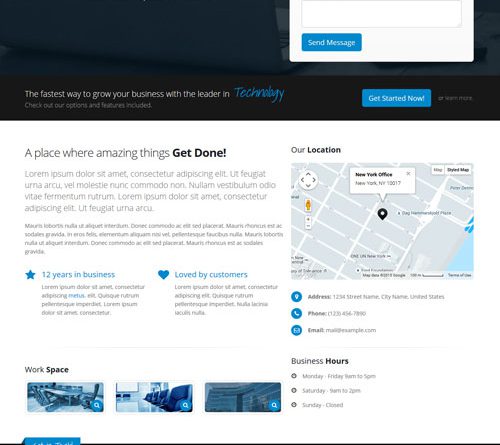 Send Message
The fastest way to grow your business with the leader in Technology
Check out our options and features included.
Get Started Now! or learn more.
A place where amazing things Get Done!
Lorem ipsum dolor sit amet, consectetur adipiscing elit. Ut feugiat
urna arcu, vel molestie nunc commodo non. Nullam vestibulum odio
vitae fermentum rutrum. Lorem ipsum dolor sit amet, consectetur
adipiscing elit. Ut feugiat urna arcu.
Mauris lobortis nulla ut aliquet interdum. Donec commodo ac elit sed placerat. Mauris rhoncus est ac
sodales gravida. In eros felis, elementum aliquam nisi vel, pellentesque faucibus nulla. Mauris lobortis
nulla ut aliquet interdum. Donec commodo ac elit sed placerat. Mauris rhoncus est ac sodales
gravida.
12 years in business
Lorem ipsum dolor sit amet, consectetur
adipiscing metus. elit. Quisque rutrum
pellentesque imperdiet. Lorem ipsum
dolor sit amet, consectetur.
Loved by customers
Lorem ipsum dolor sit amet, consectetur
adipiscing elit. Quisque rutrum
pellentesque imperdiet. Nulla lacinia
iaculis nulla.
Work Space
Our Location
Map Styled Map
New York Office
New York, NY 10017
Peter Detmo
Dag Hammarskjold Plaza
ONE UN New York
Ford Foundation
Map data ©2015 Google 100 m Terms of Use
Address: 1234 Street Name, City Name, United States
Phone: (123) 456-7890
Email: mail@example.com
Business Hours
Monday - Friday 9am to 5pm
Saturday - 9am to 2pm
Sunday - Closed